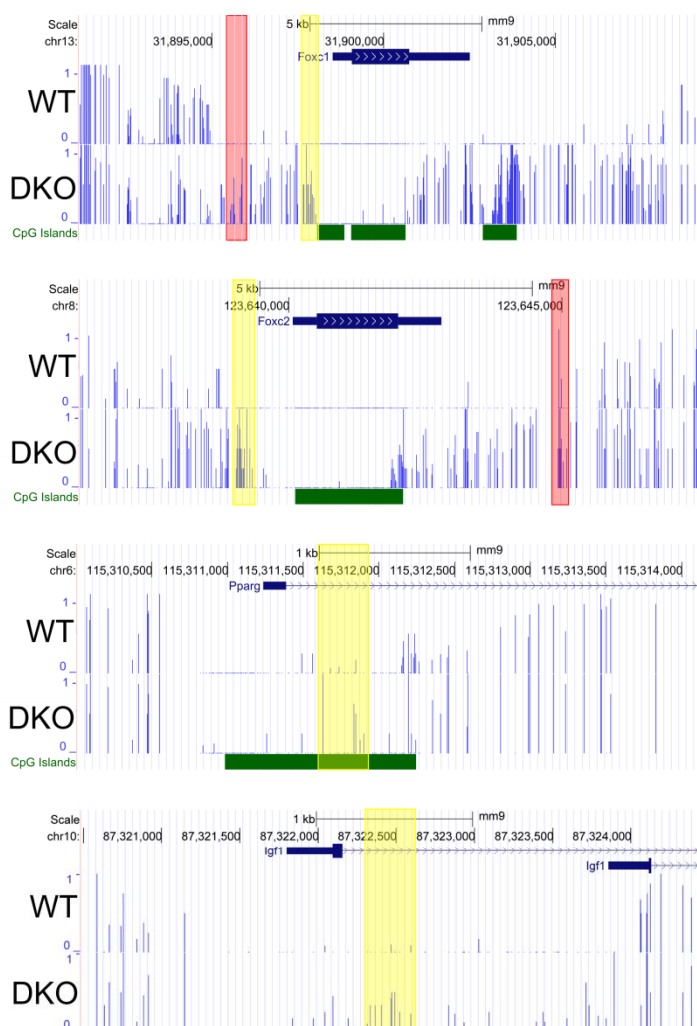 Scale 5 kb mm9
chr13: 31,895,000 31,900,000 31,905,000
Foxc1
1
WT
0
1
DKO
0
CpG Islands
Scale 5 kb mm9
chr8: 123,640,000 123,645,000
Foxc2
1
WT
0
1
DKO
0
CpG Islands
Scale 1 kb mm9
chr6: 115,310,500 115,311,000 115,311,500 115,312,000 115,312,500 115,313,000 115,313,500 115,314,000
Pparg
1
WT
0
1
DKO
0
CpG Islands
Scale 1 kb mm9
chr10: 87,321,000 87,321,500 87,322,000 87,322,500 87,323,000 87,323,500 87,324,000
Igf1
Igf1
1
WT
0
1
DKO
0